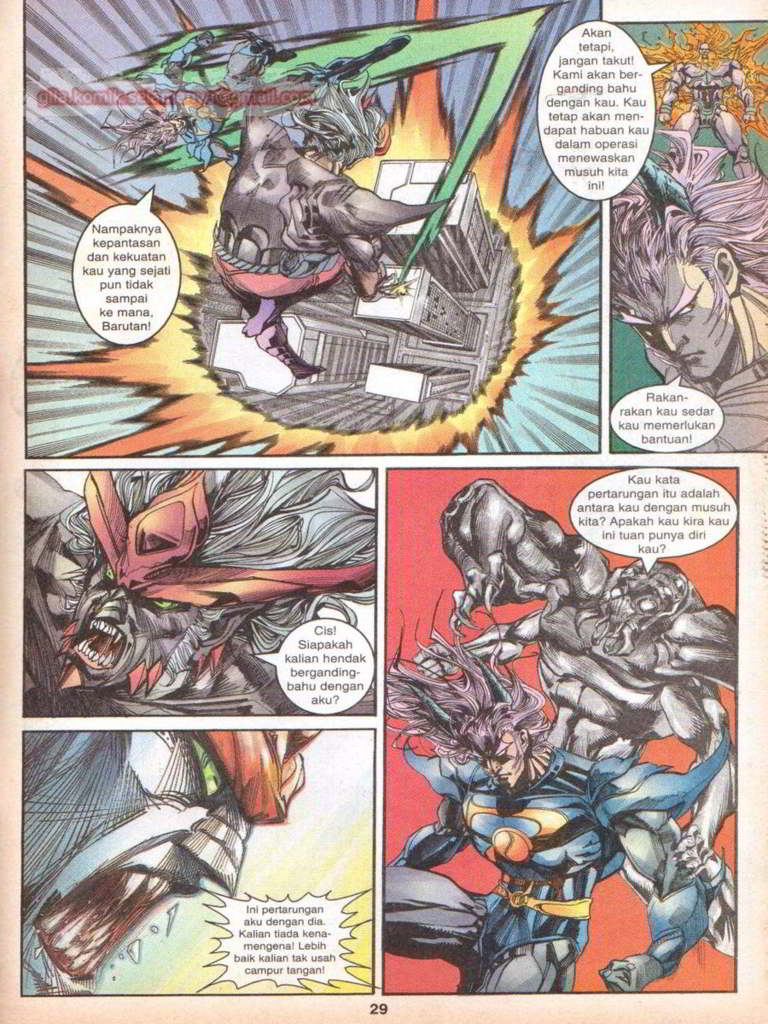 Nampaknya
kepantasan
dan kekuatan
kau yang sejati
pun tidak
sampai
ke mana,
Barutan!
Akan
tetapi,
jangan takut!
Kami akan ber-
ganding bahu
dengan kau. Kau
tetap akan men-
dapat habuan kau
dalam operasi
menewaskan
musuh kita
ini!
Rakan-
rakan kau sedar
kau memerlukan
bantuan!
Cis!
Siapakah
kalian hendak
berganding-
bahu dengan
aku?
Ini pertarungan
aku dengan dia.
Kalian tiada kena-
mengena! Lebih
baik kalian tak usah
campur tangan!
Kau kata
pertarungan itu adalah
antara kau dengan musuh
kita? Apakah kau kira kau
ini tuan punya diri
kau?
29